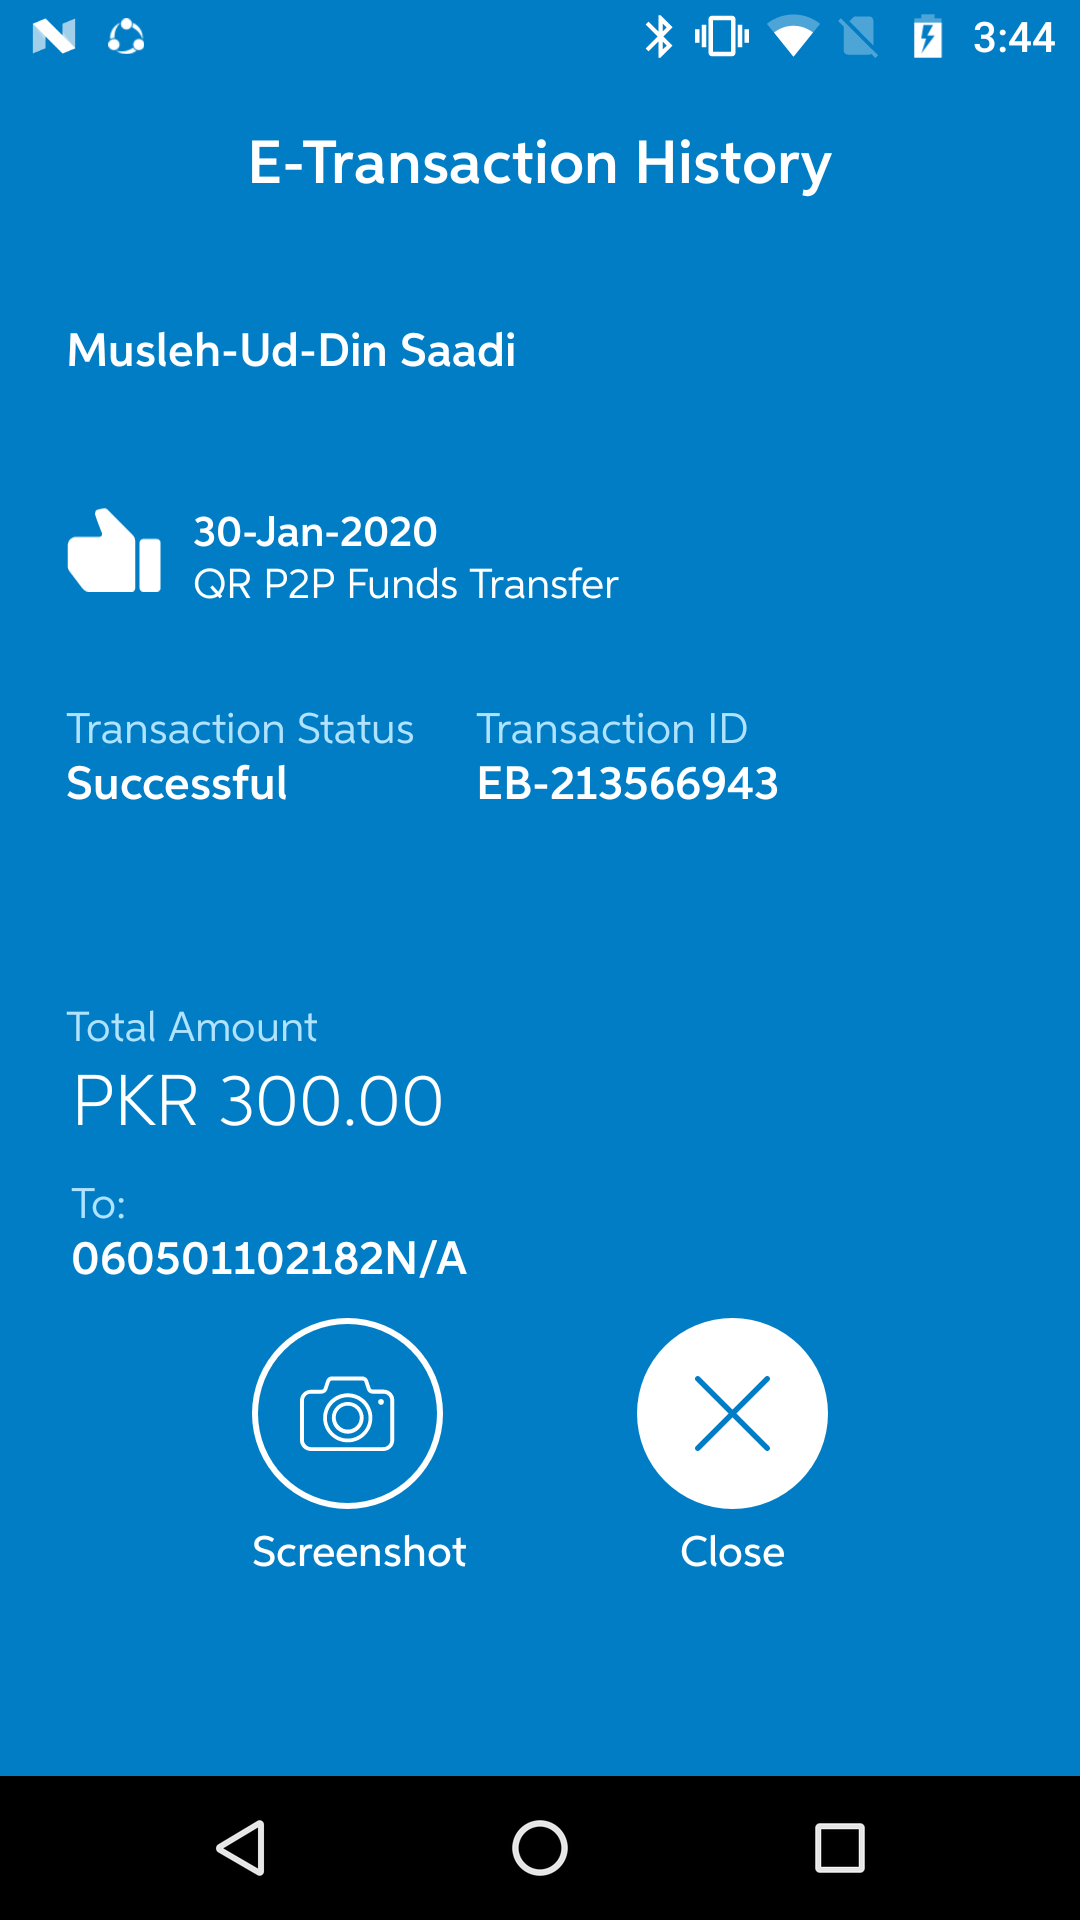 3:44
E-Transaction History
Musleh-Ud-Din Saadi
30-Jan-2020
QR P2P Funds Transfer
Transaction Status
Successful
Transaction ID
EB-213566943
Total Amount
PKR 300.00
To:
060501102182N/A
Screenshot
Close